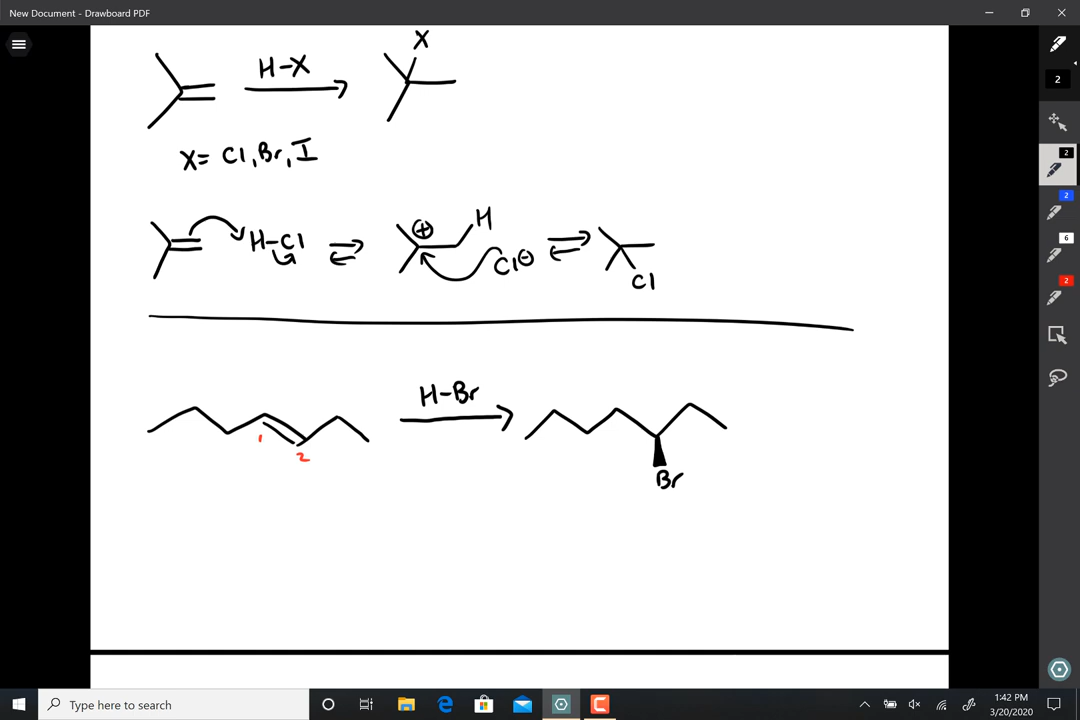 New Document - Drawboard PDF
X
H-X
2
X= Cl, Br, I
2
2
6
2
H
⊕
H-Cl
Cl⊖
Cl
H-Br
1
2
Br
Type here to search
1:42 PM
3/20/2020